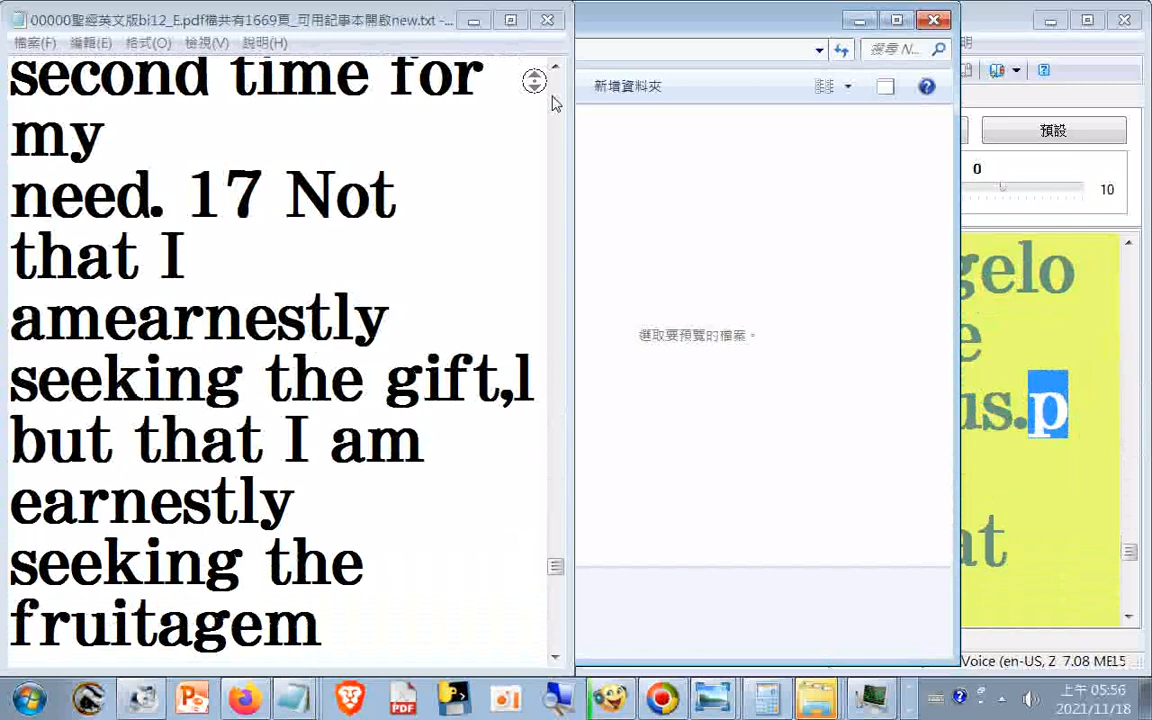 00000聖經英文版bi12_E.pdf檔共有1669頁_可用記事本開啟new.txt -...
檔案(F) 編輯(E) 格式(O) 檢視(V) 說明(H)
second time for
my
need. 17 Not
that I
amearnestly
seeking the gift,l
but that I am
earnestly
seeking the
fruitagem
搜尋 N...
新增資料夾
選取要預覽的檔案。
明
預設
0
10
gelo
e
us.p
at
Voice (en-US, Z 7.08 ME15
PDF
上午 05:56
2021/11/18